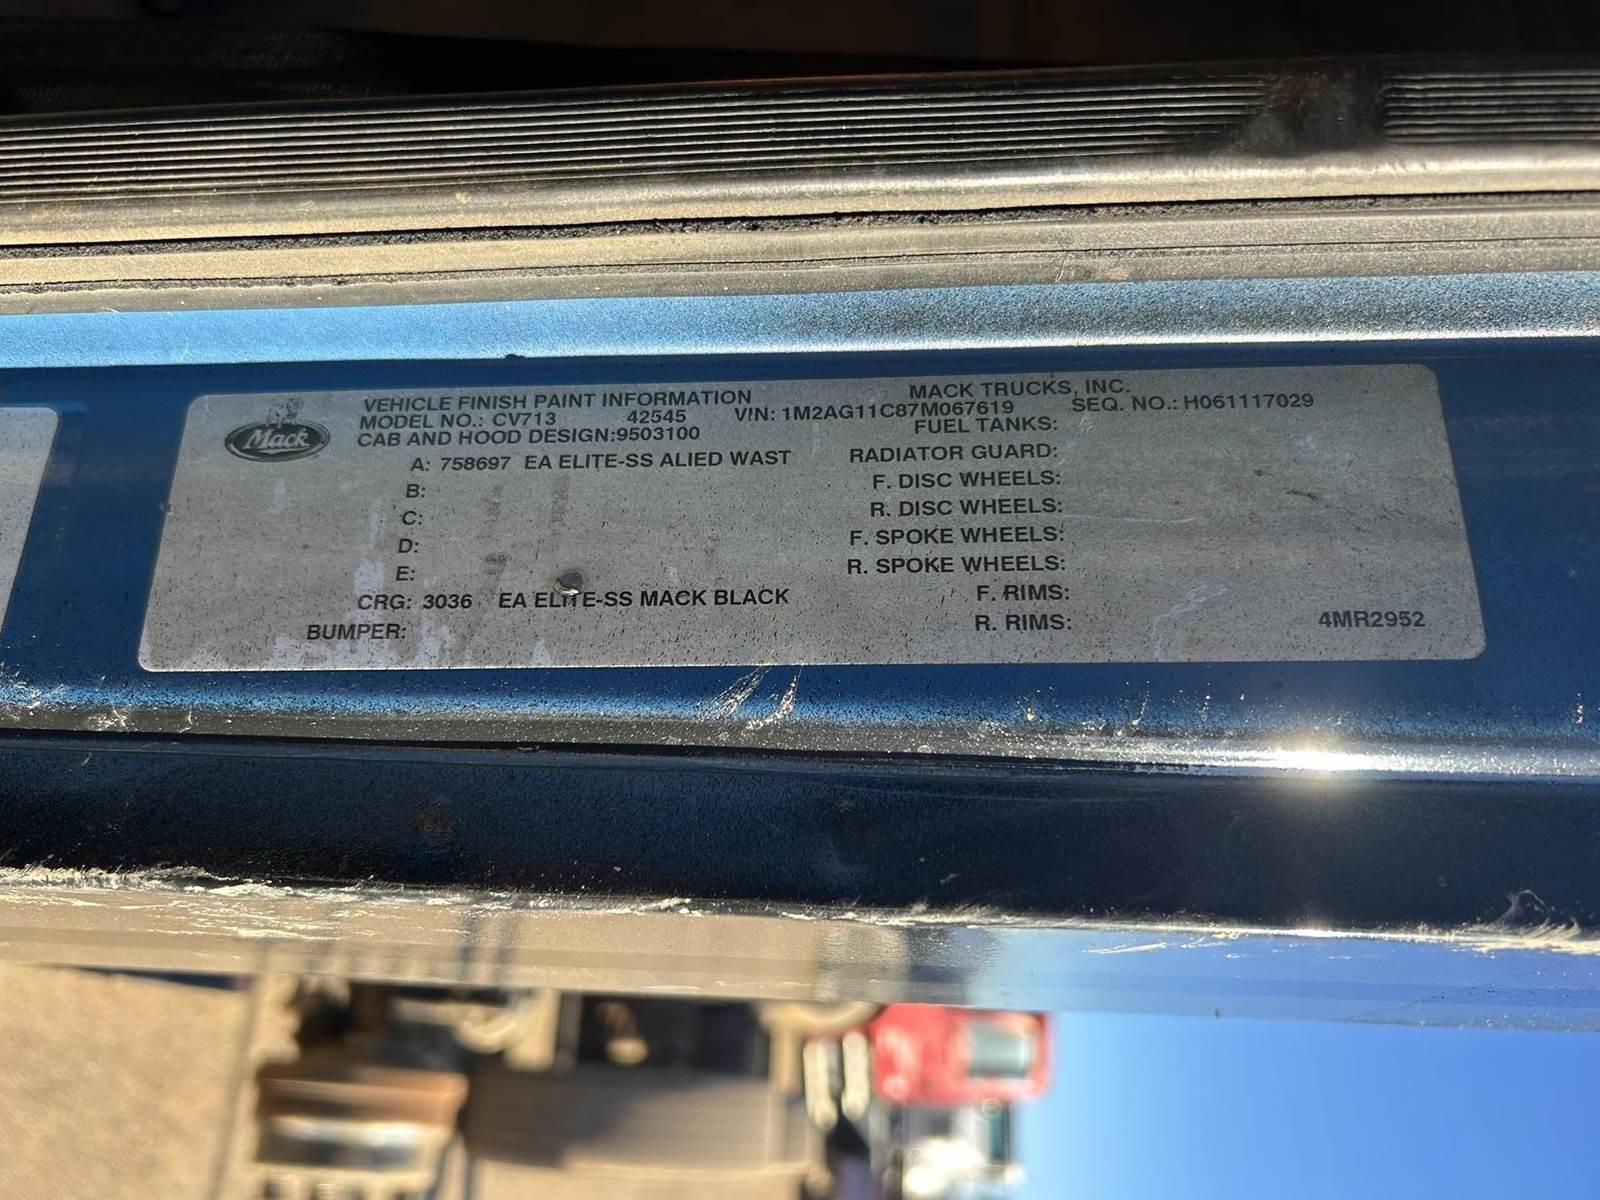 Mack
VEHICLE FINISH PAINT INFORMATION MACK TRUCKS, INC.
MODEL NO.: CV713 42545 VIN: 1M2AG11C87M067619 SEQ. NO.: H061117029
CAB AND HOOD DESIGN:9503100 FUEL TANKS:
A: 758697 EA ELITE-SS ALIED WAST RADIATOR GUARD:
B: F. DISC WHEELS:
C: R. DISC WHEELS:
D: F. SPOKE WHEELS:
E: R. SPOKE WHEELS:
CRG: 3036 EA ELITE-SS MACK BLACK F. RIMS:
BUMPER: R. RIMS: 4MR2952